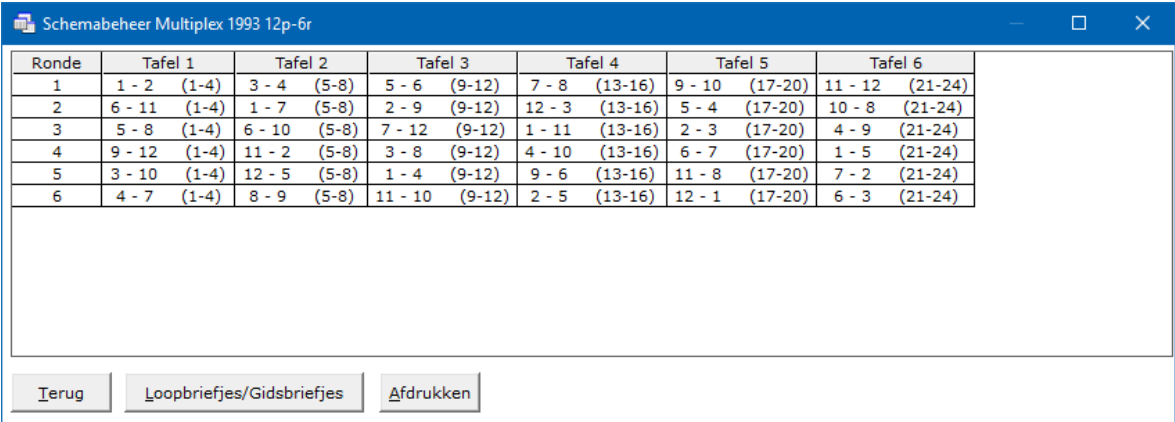 Schemabeheer Multiplex 1993 12p-6r
Ronde Tafel 1 Tafel 2 Tafel 3 Tafel 4 Tafel 5 Tafel 6
1 1 - 2 (1-4) 3 - 4 (5-8) 5 - 6 (9-12) 7 - 8 (13-16) 9 - 10 (17-20) 11 - 12 (21-24)
2 6 - 11 (1-4) 1 - 7 (5-8) 2 - 9 (9-12) 12 - 3 (13-16) 5 - 4 (17-20) 10 - 8 (21-24)
3 5 - 8 (1-4) 6 - 10 (5-8) 7 - 12 (9-12) 1 - 11 (13-16) 2 - 3 (17-20) 4 - 9 (21-24)
4 9 - 12 (1-4) 11 - 2 (5-8) 3 - 8 (9-12) 4 - 10 (13-16) 6 - 7 (17-20) 1 - 5 (21-24)
5 3 - 10 (1-4) 12 - 5 (5-8) 1 - 4 (9-12) 9 - 6 (13-16) 11 - 8 (17-20) 7 - 2 (21-24)
6 4 - 7 (1-4) 8 - 9 (5-8) 11 - 10 (9-12) 2 - 5 (13-16) 12 - 1 (17-20) 6 - 3 (21-24)
Terug Loopbriefjes/Gidsbriefjes Afdrukken